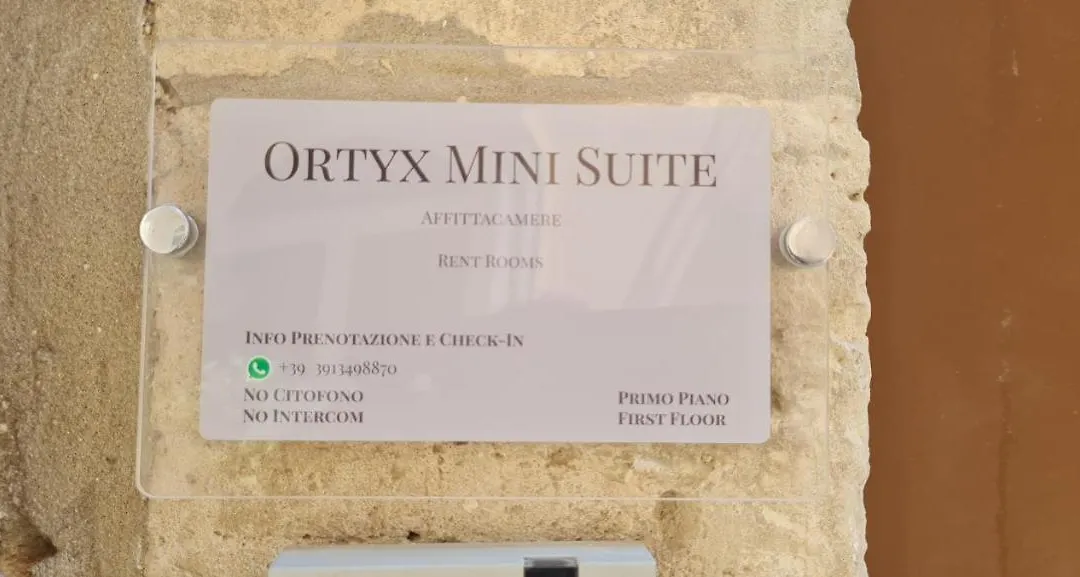 ORTYX MINI SUITE
AFFITTACAMERE
RENT ROOMS
INFO PRENOTAZIONE E CHECK-IN
+39 3913498870
NO CITOFONO
NO INTERCOM
PRIMO PIANO
FIRST FLOOR